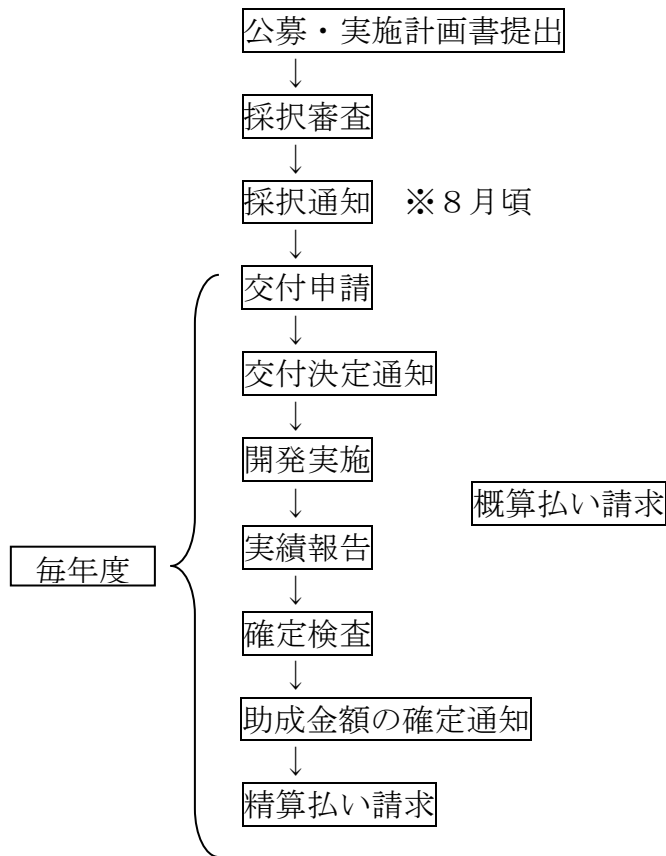 公募・実施計画書提出
↓
採択審査
↓
採択通知　※８月頃
↓
交付申請
↓
交付決定通知
↓
開発実施
概算払い請求
↓
実績報告
毎年度
↓
確定検査
↓
助成金額の確定通知
↓
精算払い請求